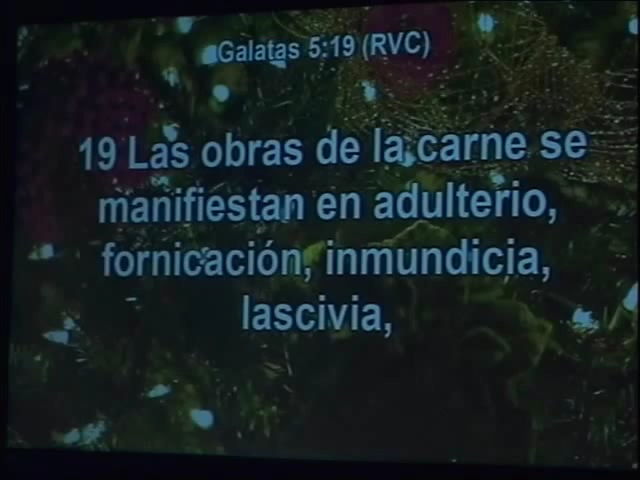 Galatas 5:19 (RVC)
19 Las obras de la carne se
manifiestan en adulterio,
fornicación, inmundicia,
lascivia,